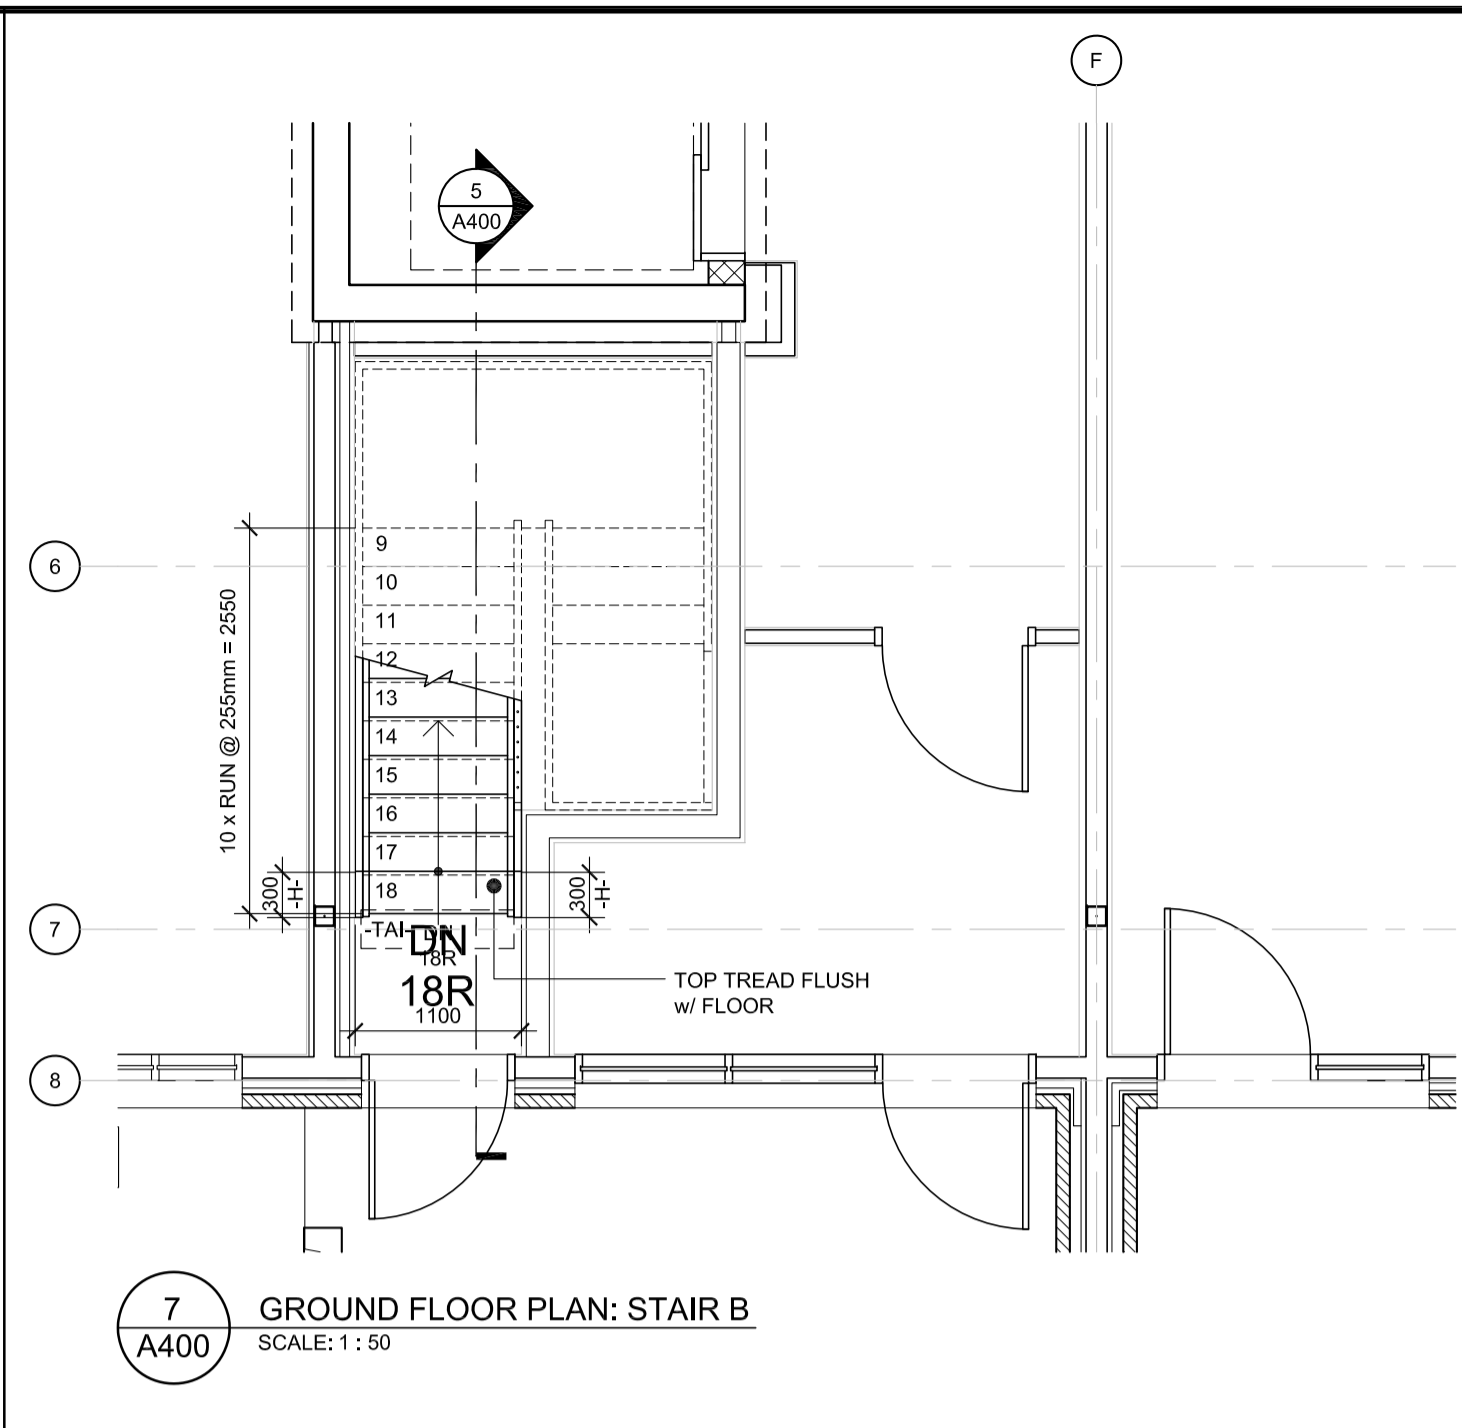 F
5
A400
6
10 x RUN @ 255mm = 2550
9
10
11
12
13
14
15
16
17
18
300
-H-
300
-H-
7
-TAI-
DN
18R
DN
18R
1100
TOP TREAD FLUSH
w/ FLOOR
8
7
A400
GROUND FLOOR PLAN: STAIR B
SCALE: 1 : 50